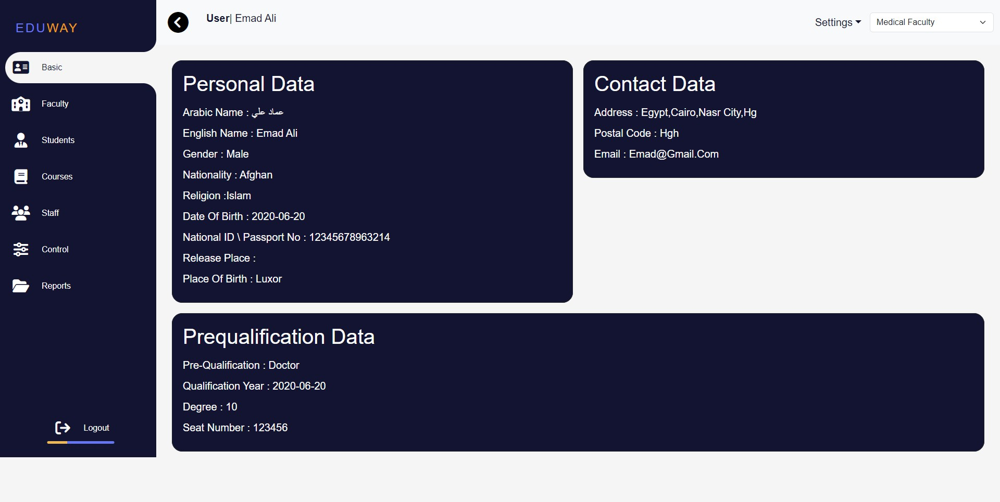 EDUWAY
User| Emad Ali
Settings
Medical Faculty
Basic
Faculty
Students
Courses
Staff
Control
Reports
Logout
Personal Data
Arabic Name : عماد علي
English Name : Emad Ali
Gender : Male
Nationality : Afghan
Religion :Islam
Date Of Birth : 2020-06-20
National ID \ Passport No : 12345678963214
Release Place :
Place Of Birth : Luxor
Contact Data
Address : Egypt,Cairo,Nasr City,Hg
Postal Code : Hgh
Email : Emad@Gmail.Com
Prequalification Data
Pre-Qualification : Doctor
Qualification Year : 2020-06-20
Degree : 10
Seat Number : 123456